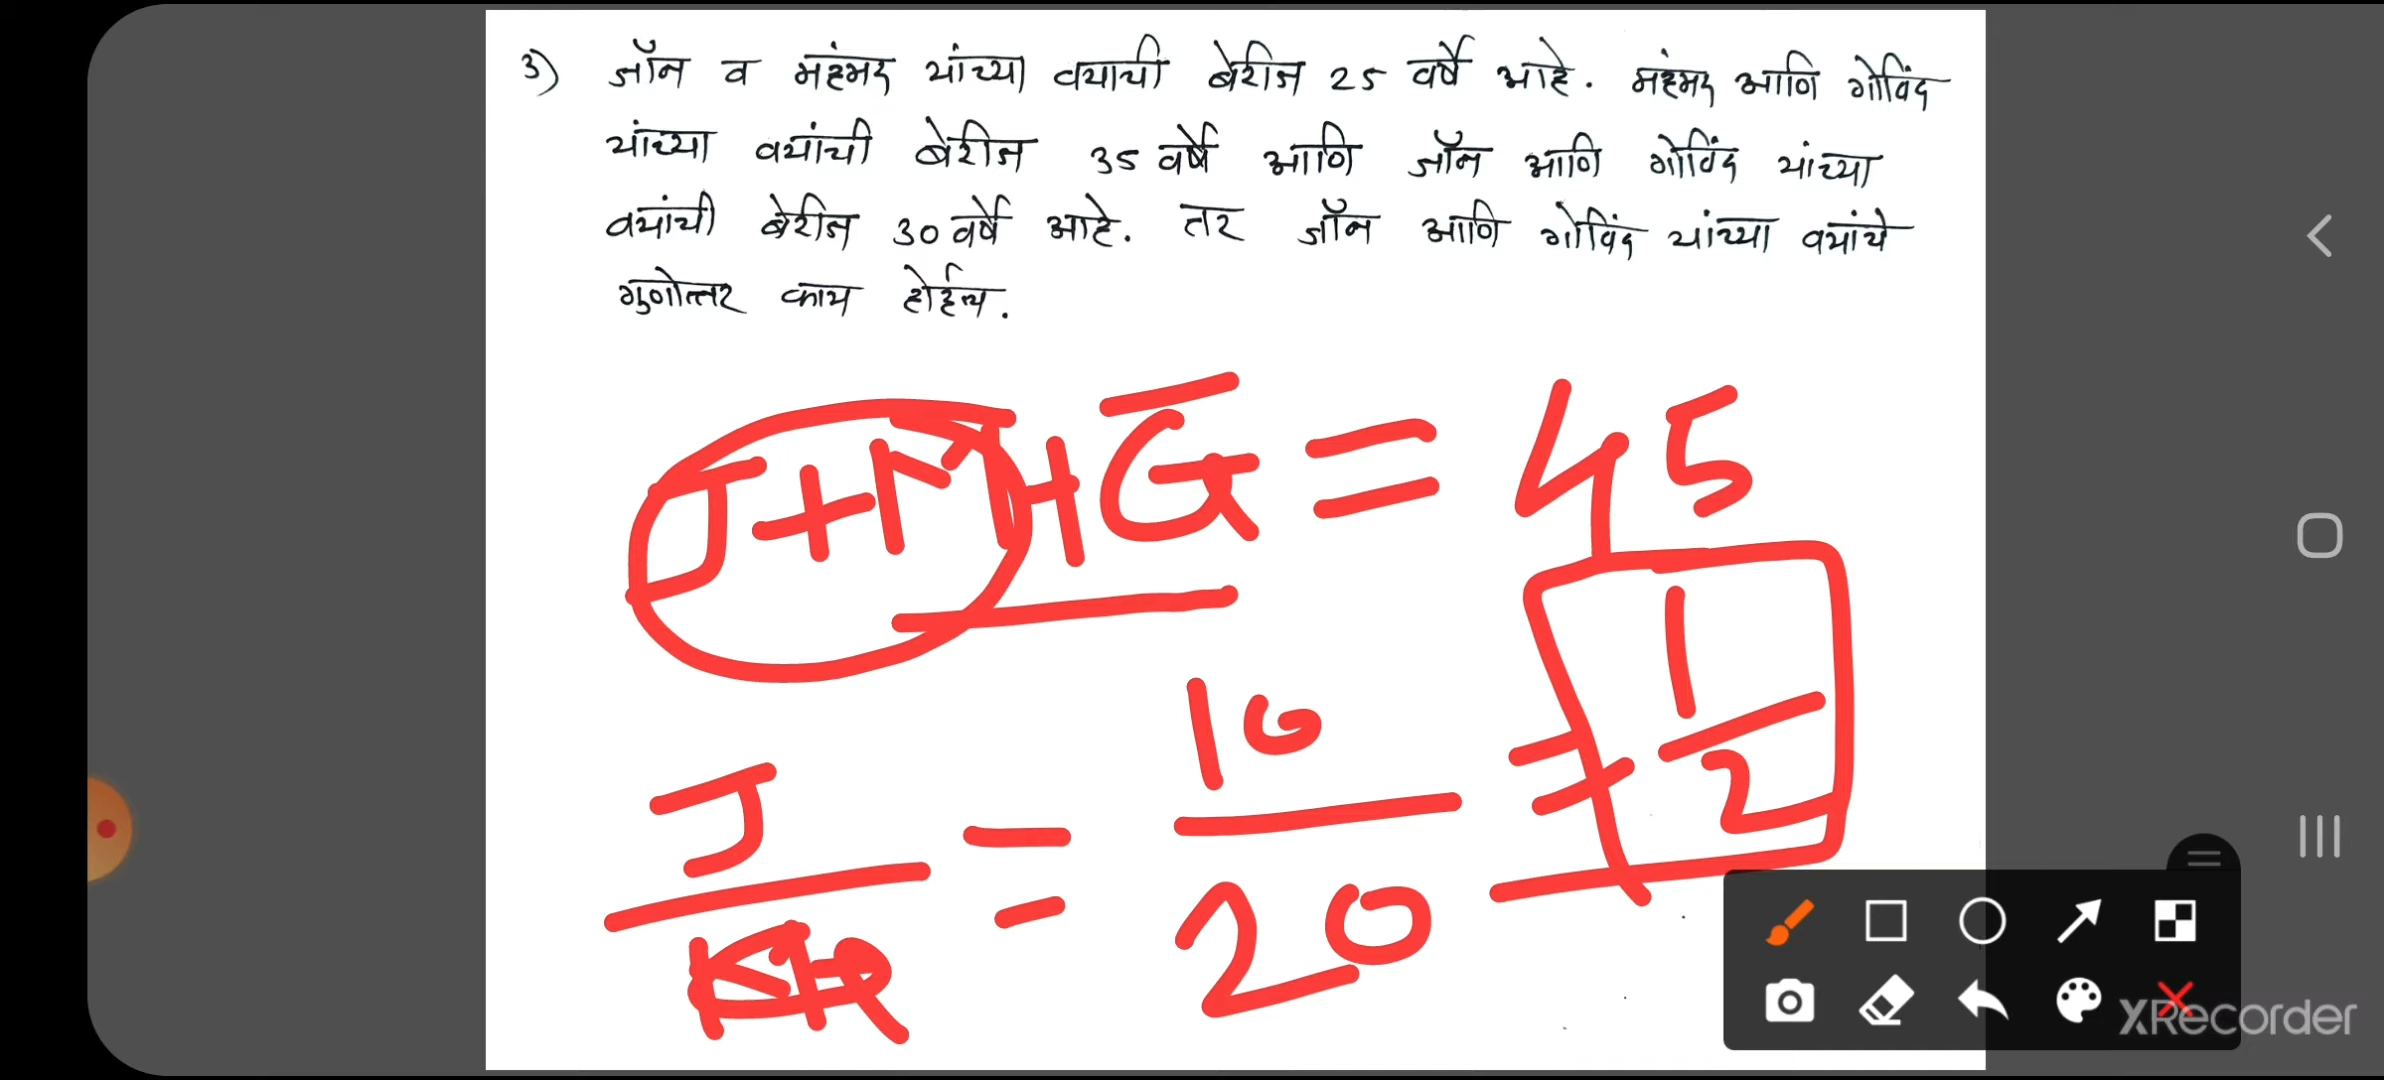 3) जॉन व महंमद यांच्या वयाची बेरीज 25 वर्षे आहे. महंमद आणि गोविंद
यांच्या वयांची बेरीज 35 वर्षे आणि जॉन आणि गोविंद यांच्या
वयांची बेरीज 30 वर्षे आहे. तर जॉन आणि गोविंद यांच्या वयांचे
गुणोत्तर काय होईल.
J+M+G = 45
J = 10 = 1
20 2
XRecorder